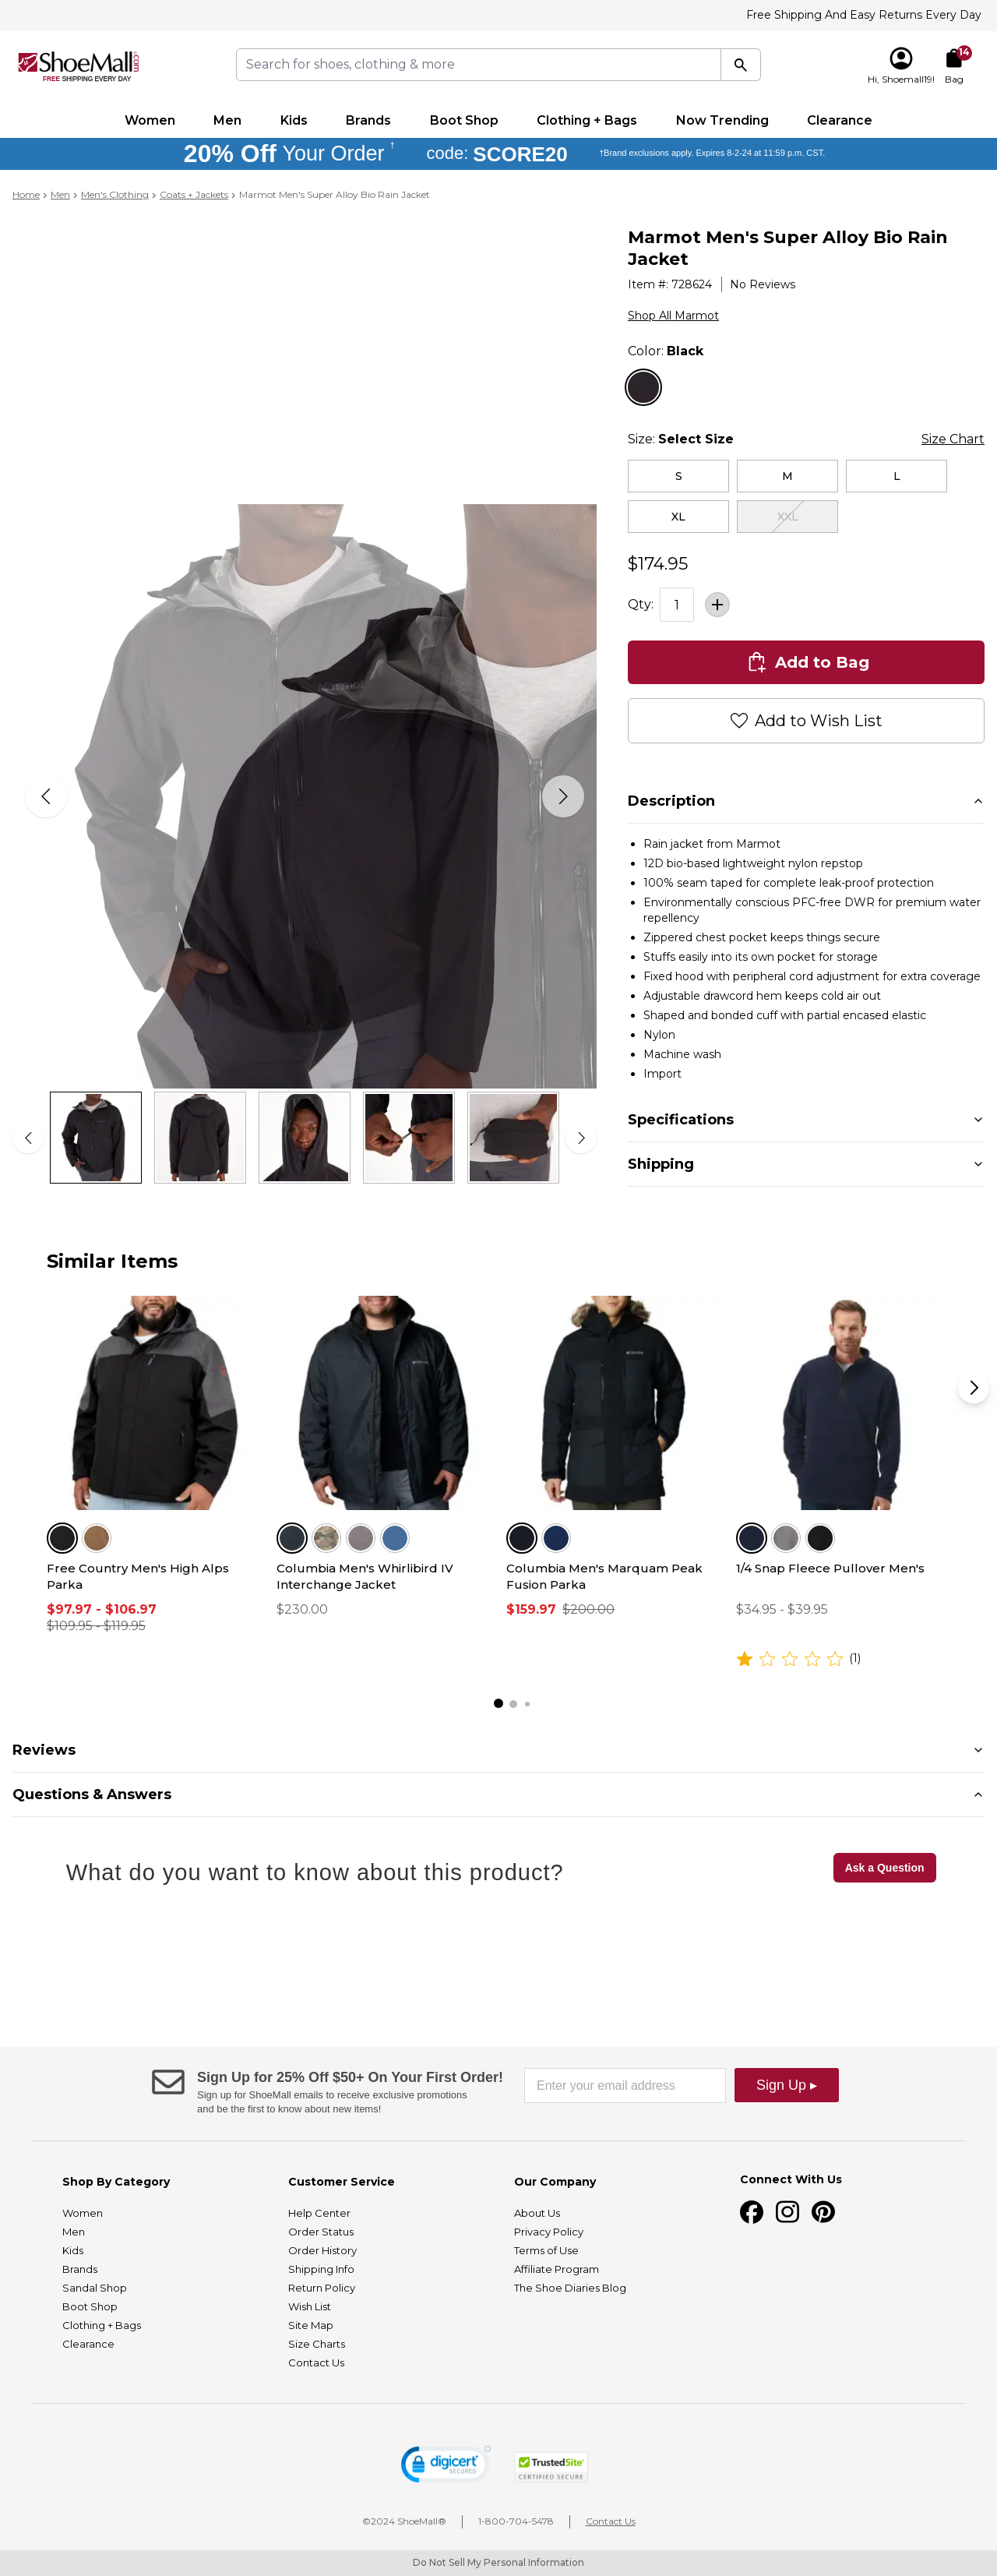 Free Shipping And Easy Returns Every Day
ShoeMall.com
FREE SHIPPING EVERY DAY
Search for shoes, clothing & more
Hi, Shoemall19!
14
Bag
Women
Men
Kids
Brands
Boot Shop
Clothing + Bags
Now Trending
Clearance
20% Off Your Order †
code: SCORE20
†Brand exclusions apply. Expires 8-2-24 at 11:59 p.m. CST.
Home > Men > Men's Clothing > Coats + Jackets > Marmot Men's Super Alloy Bio Rain Jacket
Marmot Men's Super Alloy Bio Rain
Jacket
Item #: 728624
No Reviews
Shop All Marmot
Color: Black
Size: Select Size
Size Chart
S
M
L
XL
XXL
$174.95
Qty: 1
Add to Bag
Add to Wish List
Description
• Rain jacket from Marmot
• 12D bio-based lightweight nylon repstop
• 100% seam taped for complete leak-proof protection
• Environmentally conscious PFC-free DWR for premium water
repellency
• Zippered chest pocket keeps things secure
• Stuffs easily into its own pocket for storage
• Fixed hood with peripheral cord adjustment for extra coverage
• Adjustable drawcord hem keeps cold air out
• Shaped and bonded cuff with partial encased elastic
• Nylon
• Machine wash
• Import
Specifications
Shipping
Similar Items
Free Country Men's High Alps
Parka
$97.97 - $106.97
$109.95 - $119.95
Columbia Men's Whirlibird IV
Interchange Jacket
$230.00
Columbia Men's Marquam Peak
Fusion Parka
$159.97 $200.00
1/4 Snap Fleece Pullover Men's
$34.95 - $39.95
(1)
Reviews
Questions & Answers
What do you want to know about this product?
Ask a Question
Sign Up for 25% Off $50+ On Your First Order!
Sign up for ShoeMall emails to receive exclusive promotions
and be the first to know about new items!
Enter your email address
Sign Up ▸
Shop By Category
Women
Men
Kids
Brands
Sandal Shop
Boot Shop
Clothing + Bags
Clearance
Customer Service
Help Center
Order Status
Order History
Shipping Info
Return Policy
Wish List
Site Map
Size Charts
Contact Us
Our Company
About Us
Privacy Policy
Terms of Use
Affiliate Program
The Shoe Diaries Blog
Connect With Us
digicert
SECURED
TrustedSite
CERTIFIED SECURE
©2024 ShoeMall®
1-800-704-5478
Contact Us
Do Not Sell My Personal Information